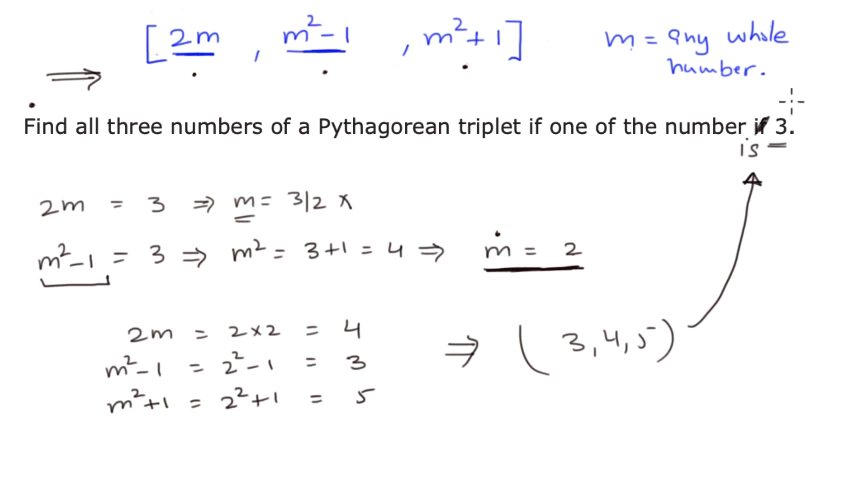 ⇒ [2m, m²-1, m²+1] m = any whole
number.
Find all three numbers of a Pythagorean triplet if one of the number if 3.
is
2m = 3 ⇒ m = 3/2 x
m²-1 = 3 ⇒ m² = 3+1 = 4 ⇒ m = 2
2m = 2×2 = 4
m²-1 = 2²-1 = 3
m²+1 = 2²+1 = 5
⇒ (3,4,5)